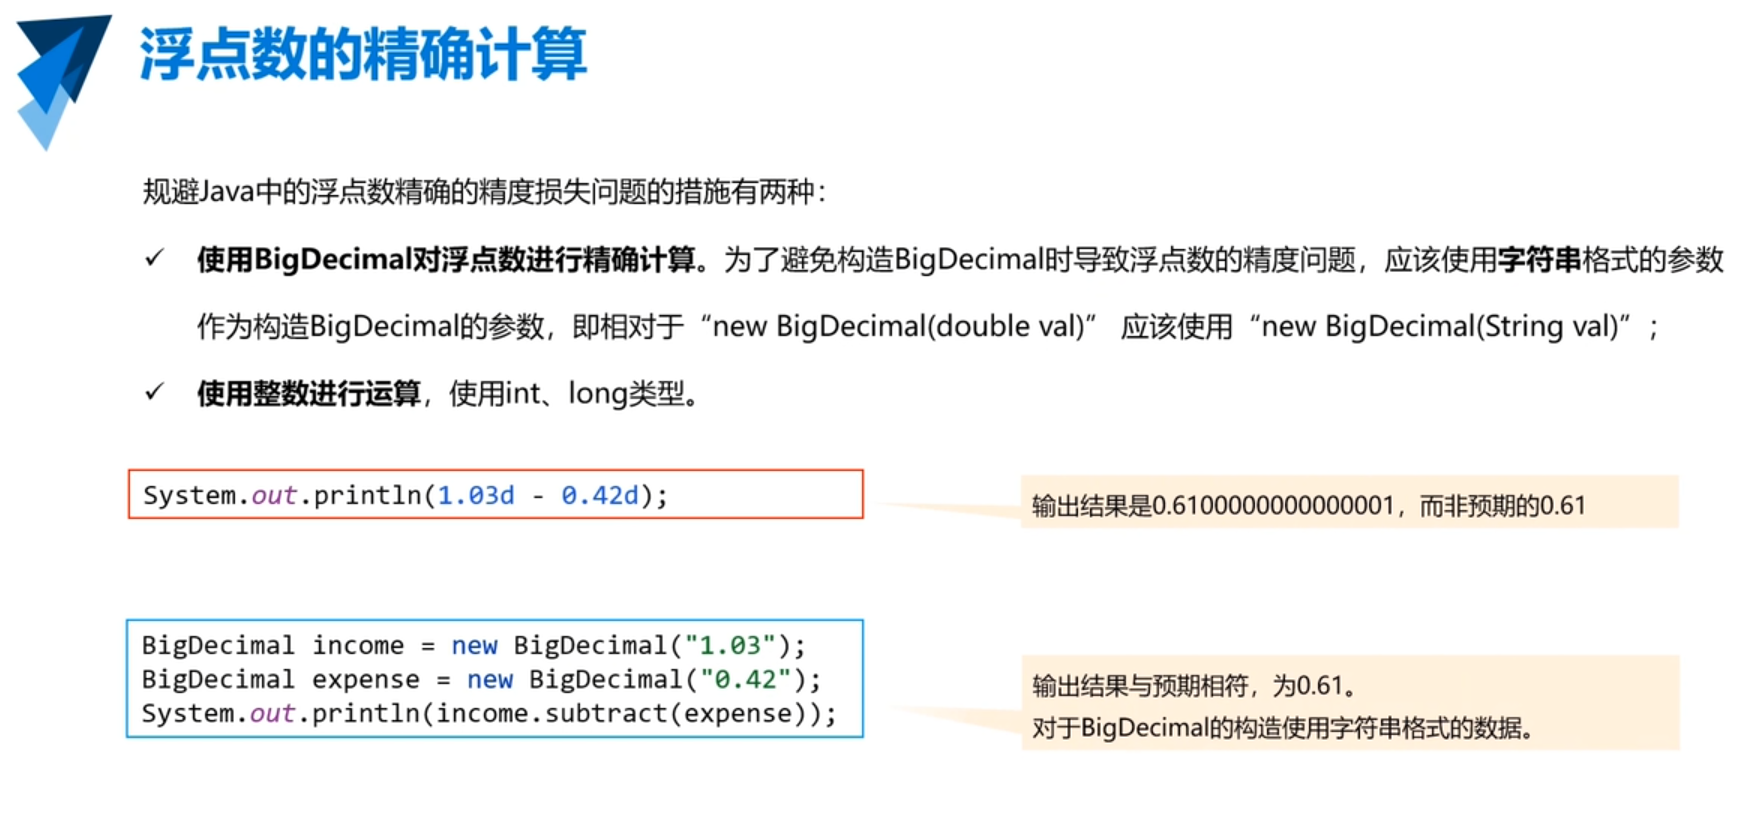 浮点数的精确计算
规避Java中的浮点数精确的精度损失问题的措施有两种：
✓ 使用BigDecimal对浮点数进行精确计算。为了避免构造BigDecimal时导致浮点数的精度问题，应该使用字符串格式的参数
作为构造BigDecimal的参数，即相对于“new BigDecimal(double val)” 应该使用“new BigDecimal(String val)”；
✓ 使用整数进行运算，使用int、long类型。
System.out.println(1.03d - 0.42d);
输出结果是0.6100000000000001，而非预期的0.61
BigDecimal income = new BigDecimal("1.03");
BigDecimal expense = new BigDecimal("0.42");
System.out.println(income.subtract(expense));
输出结果与预期相符，为0.61。
对于BigDecimal的构造使用字符串格式的数据。